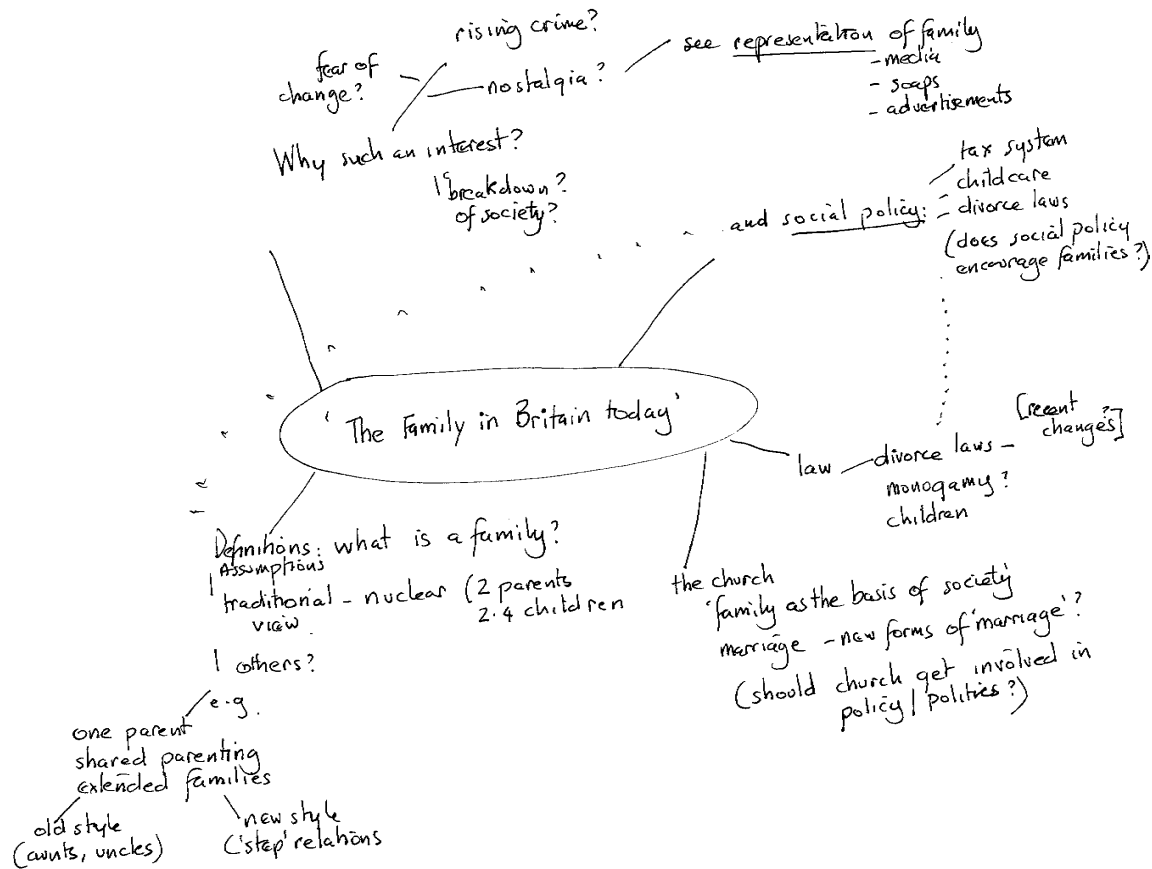 rising crime?
fear of
change?
nostalgia?
see representation of family
- media
- soaps
- advertisements
Why such an interest?
breakdown?
of society?
and social policy:
tax system
childcare
divorce laws
(does social policy
encourage families?)
'The Family in Britain today'
law
divorce laws -
[recent
changes?]
monogamy?
children
Definitions: what is a family?
Assumptions
traditional - nuclear (2 parents
view
2.4 children
others?
e.g.
one parent
shared parenting
extended families
old style
(aunts, uncles)
new style
('step' relations
the church
'family as the basis of society
marriage - new forms of 'marriage'?
(should church get involved in
policy / politics?)